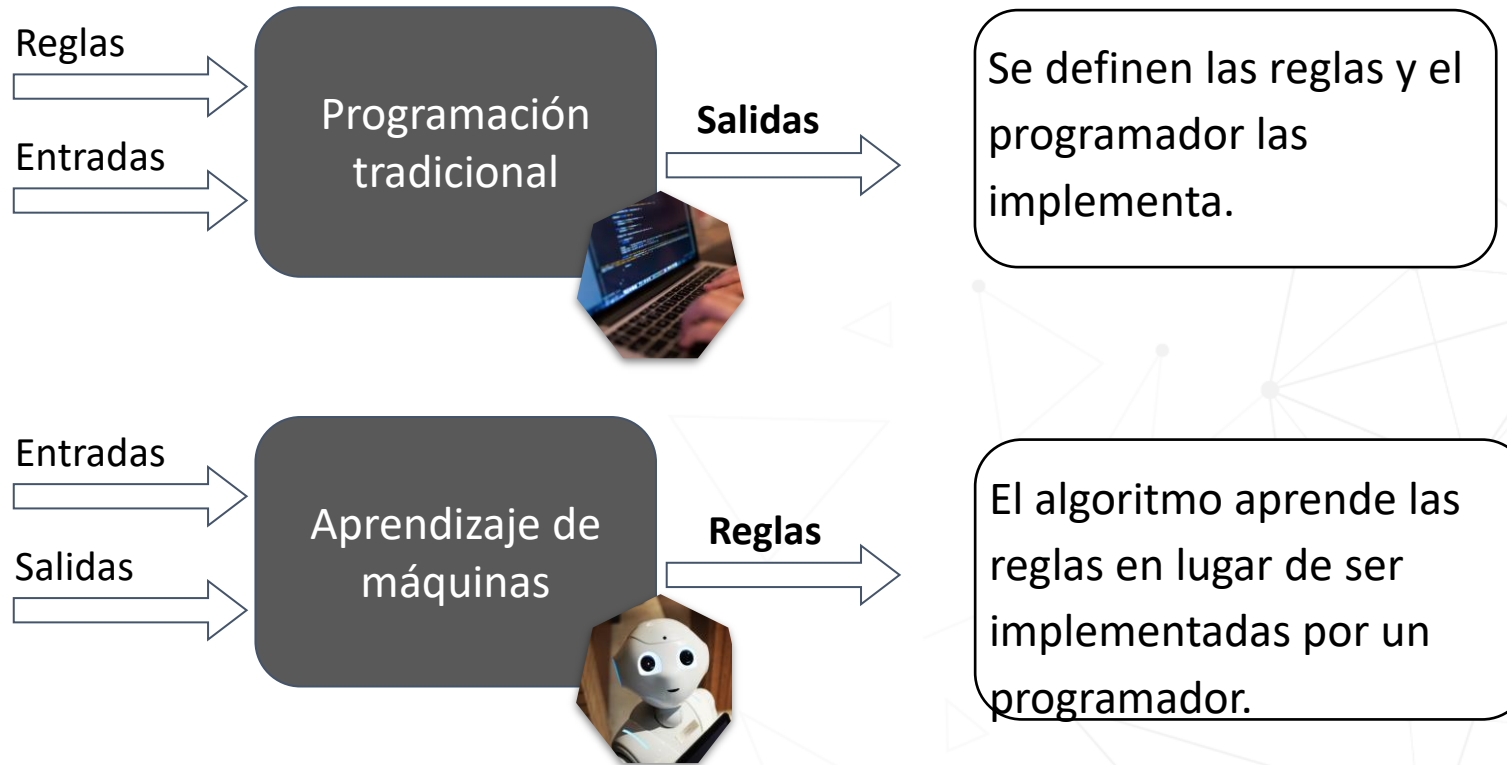 Reglas
Entradas
Programación
tradicional
Salidas
Se definen las reglas y el
programador las
implementa.
Entradas
Salidas
Aprendizaje de
máquinas
Reglas
El algoritmo aprende las
reglas en lugar de ser
implementadas por un
programador.